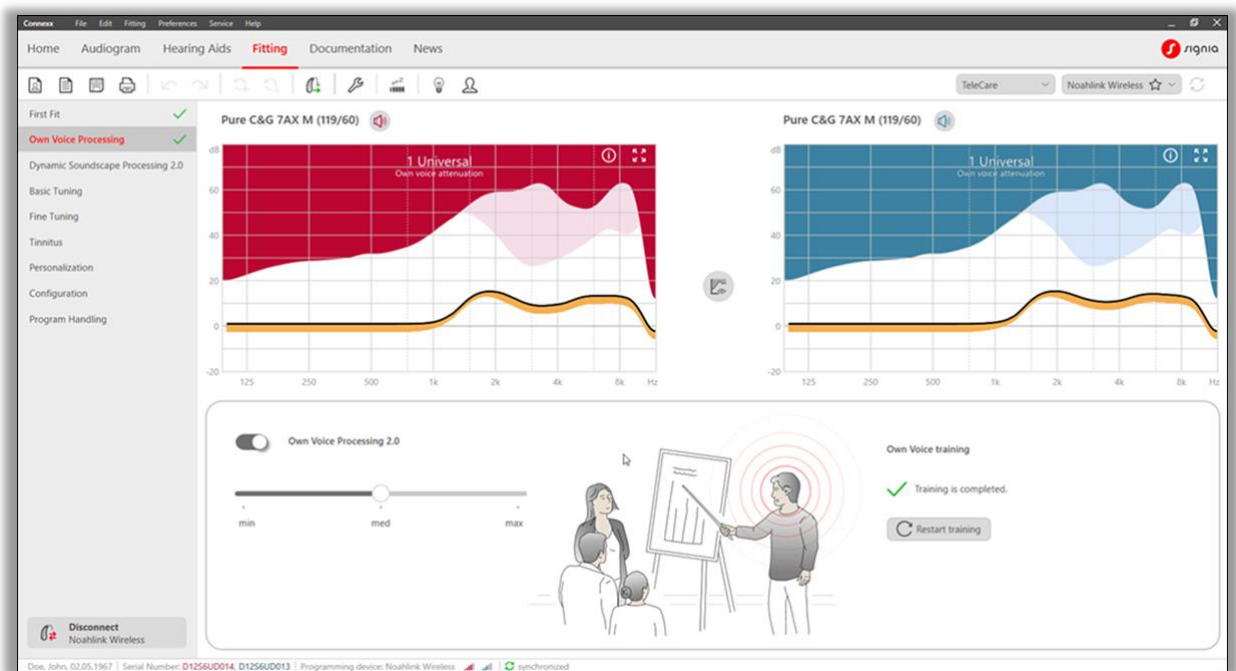 Connexx File Edit Fitting Preferences Service Help
Home Audiogram Hearing Aids Fitting Documentation News
signia
TeleCare Noahlink Wireless
First Fit
Own Voice Processing
Dynamic Soundscape Processing 2.0
Basic Tuning
Fine Tuning
Tinnitus
Personalization
Configuration
Program Handling
Disconnect
Noahlink Wireless
Pure C&G 7AX M (119/60)
dB
1 Universal
Own voice attenuation
60
40
20
0
-20
125 250 500 1k 2k 4k 8k Hz
Pure C&G 7AX M (119/60)
dB
1 Universal
Own voice attenuation
60
40
20
0
-20
125 250 500 1k 2k 4k 8k Hz
Own Voice Processing 2.0
min med max
Own Voice training
Training is completed.
Restart training
Doe, John, 02.05.1967 Serial Number: D12S6UD014, D12S6UD013 Programming device: Noahlink Wireless synchronized